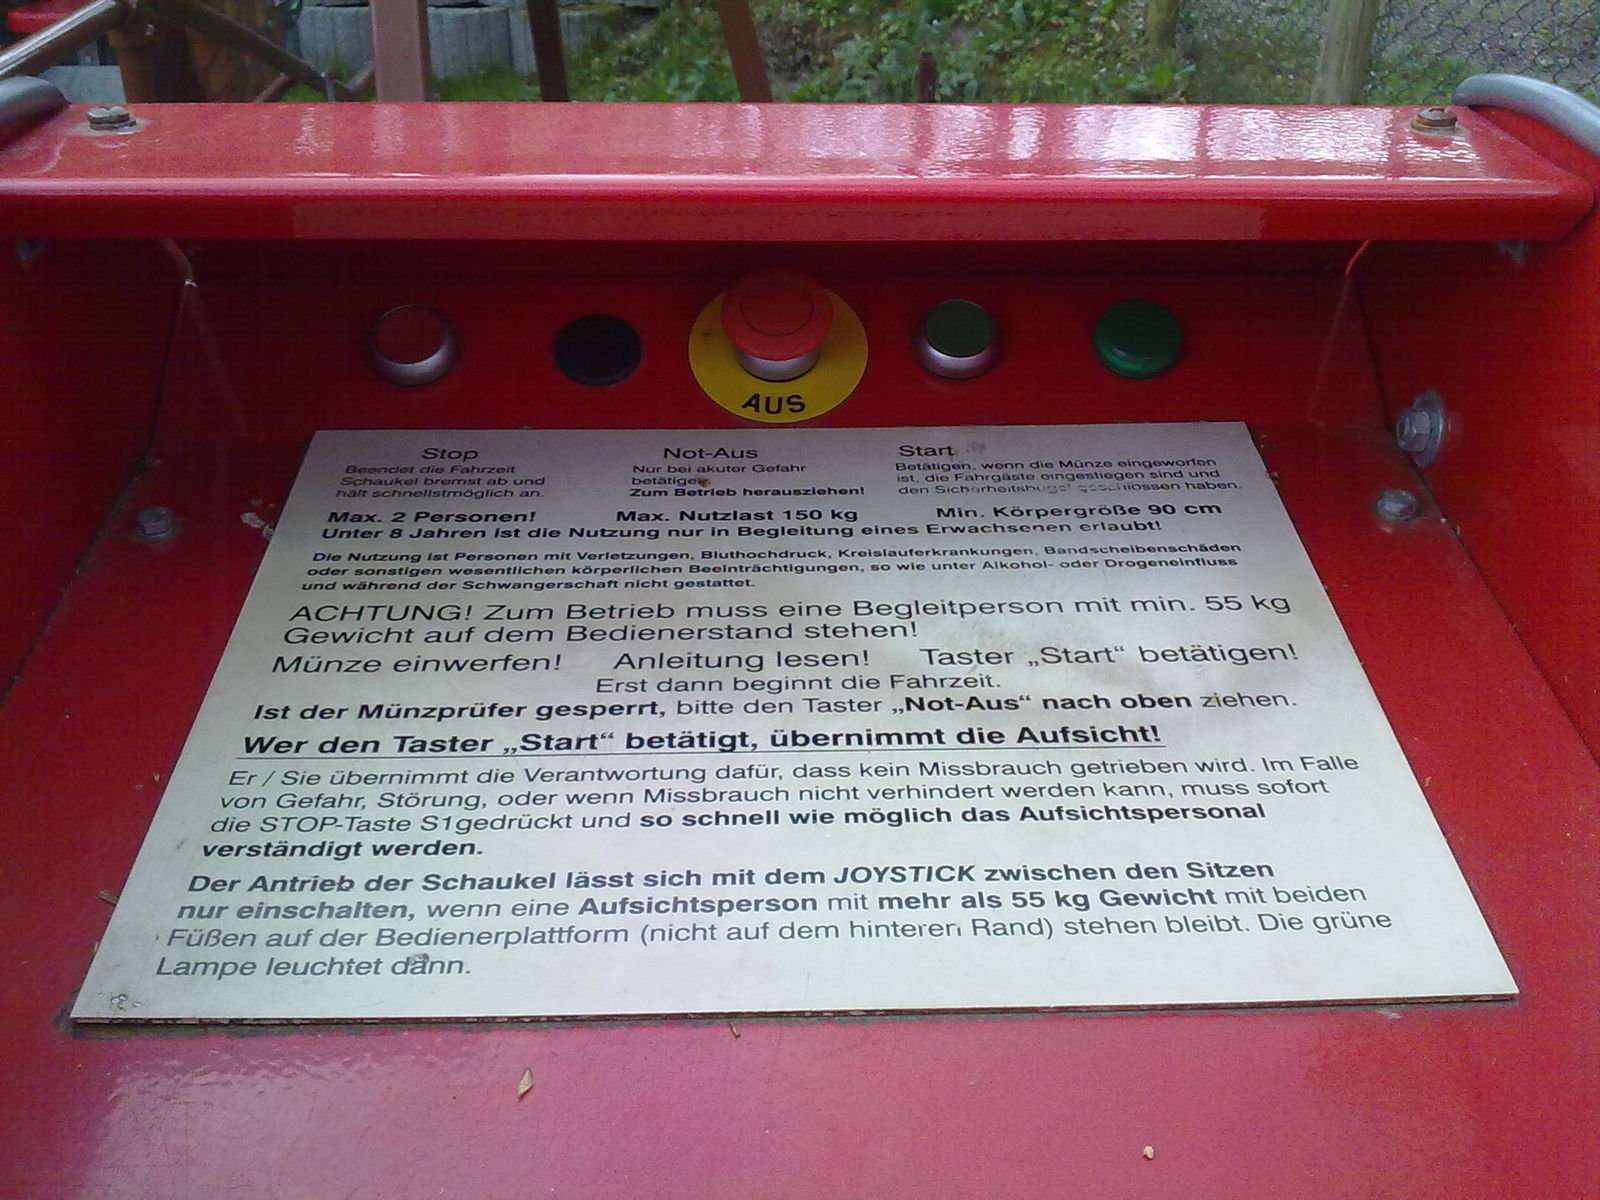 AUS
Stop
Beendet die Fahrzeit
Schaukel bremst ab und
hält schnellstmöglich an.
Not-Aus
Nur bei akuter Gefahr
betätigen
Zum Betrieb herausziehen!
Start
Betätigen, wenn die Münze eingeworfen
ist, die Fahrgäste eingestiegen sind und
den Sicherheitsbügel geschlossen haben.
Max. 2 Personen! Max. Nutzlast 150 kg Min. Körpergröße 90 cm
Unter 8 Jahren ist die Nutzung nur in Begleitung eines Erwachsenen erlaubt!
Die Nutzung ist Personen mit Verletzungen, Bluthochdruck, Kreislauferkrankungen, Bandscheibenschäden
oder sonstigen wesentlichen körperlichen Beeinträchtigungen, so wie unter Alkohol- oder Drogeneinfluss
und während der Schwangerschaft nicht gestattet.
ACHTUNG! Zum Betrieb muss eine Begleitperson mit min. 55 kg
Gewicht auf dem Bedienerstand stehen!
Münze einwerfen! Anleitung lesen! Taster „Start“ betätigen!
Erst dann beginnt die Fahrzeit.
Ist der Münzprüfer gesperrt, bitte den Taster „Not-Aus“ nach oben ziehen.
Wer den Taster „Start“ betätigt, übernimmt die Aufsicht!
Er / Sie übernimmt die Verantwortung dafür, dass kein Missbrauch getrieben wird. Im Falle
von Gefahr, Störung, oder wenn Missbrauch nicht verhindert werden kann, muss sofort
die STOP-Taste S1gedrückt und so schnell wie möglich das Aufsichtspersonal
verständigt werden.
Der Antrieb der Schaukel lässt sich mit dem JOYSTICK zwischen den Sitzen
nur einschalten, wenn eine Aufsichtsperson mit mehr als 55 kg Gewicht mit beiden
Füßen auf der Bedienerplattform (nicht auf dem hinteren Rand) stehen bleibt. Die grüne
Lampe leuchtet dann.